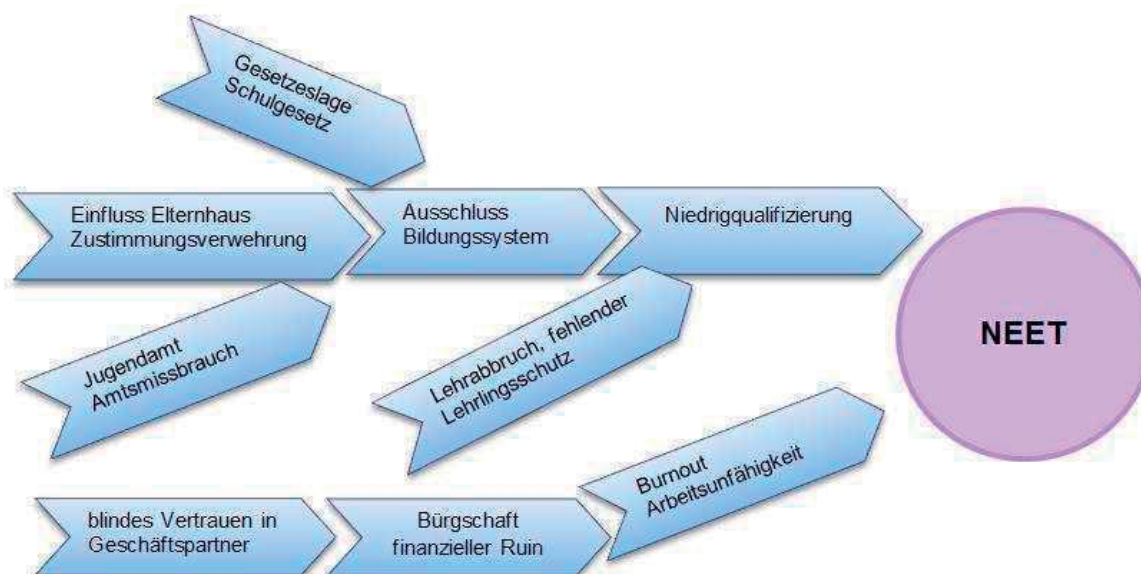 Gesetzeslage
Schulgesetz
Einfluss Elternhaus
Zustimmungsverwehrung
Ausschluss
Bildungssystem
Niedrigqualifizierung
NEET
Jugendamt
Amtsmissbrauch
Lehrabbruch, fehlender
Lehrlingsschutz
Burnout
Arbeitsunfähigkeit
blindes Vertrauen in
Geschäftspartner
Bürgschaft
finanzieller Ruin